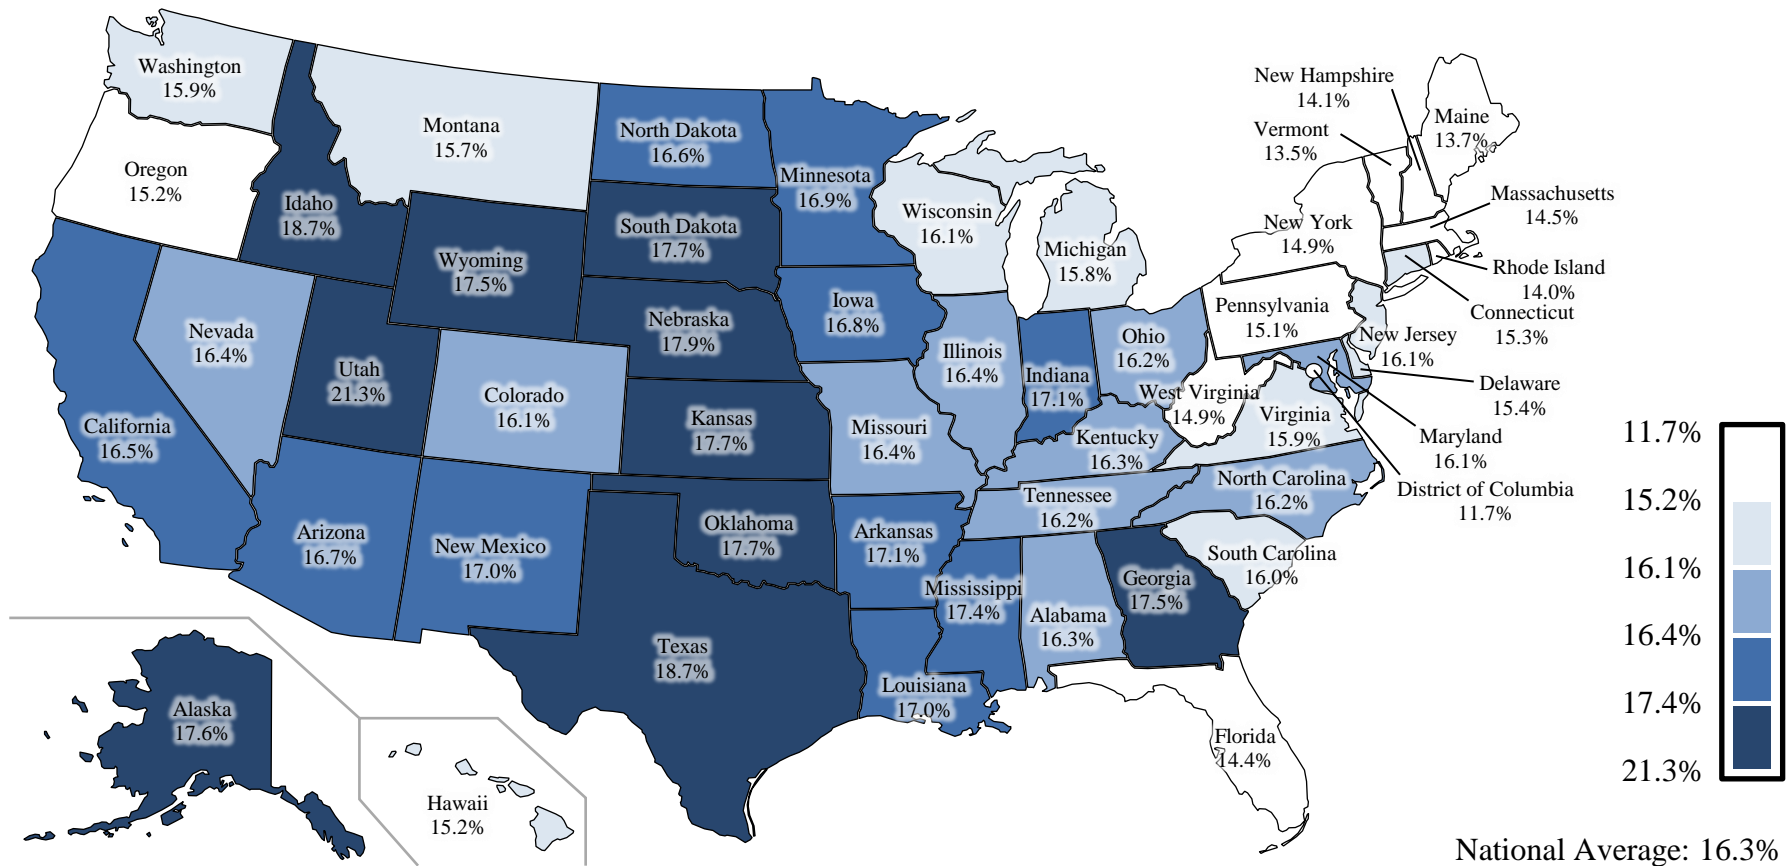 Washington
15.9%
Oregon
15.2%
Idaho
18.7%
Montana
15.7%
North Dakota
16.6%
Minnesota
16.9%
Wisconsin
16.1%
Michigan
15.8%
New Hampshire
14.1%
Vermont
13.5%
Maine
13.7%
Massachusetts
14.5%
New York
14.9%
Rhode Island
14.0%
Connecticut
15.3%
Pennsylvania
15.1%
New Jersey
16.1%
Delaware
15.4%
Maryland
16.1%
District of Columbia
11.7%
South Dakota
17.7%
Wyoming
17.5%
Nebraska
17.9%
Iowa
16.8%
Illinois
16.4%
Indiana
17.1%
Ohio
16.2%
West Virginia
14.9%
Virginia
15.9%
Nevada
16.4%
Utah
21.3%
Colorado
16.1%
Kansas
17.7%
Missouri
16.4%
Kentucky
16.3%
California
16.5%
Arizona
16.7%
New Mexico
17.0%
Oklahoma
17.7%
Arkansas
17.1%
Tennessee
16.2%
North Carolina
16.2%
South Carolina
16.0%
Georgia
17.5%
Alabama
16.3%
Mississippi
17.4%
Louisiana
17.0%
Texas
18.7%
Florida
14.4%
Alaska
17.6%
Hawaii
15.2%
11.7%
15.2%
16.1%
16.4%
17.4%
21.3%
National Average: 16.3%